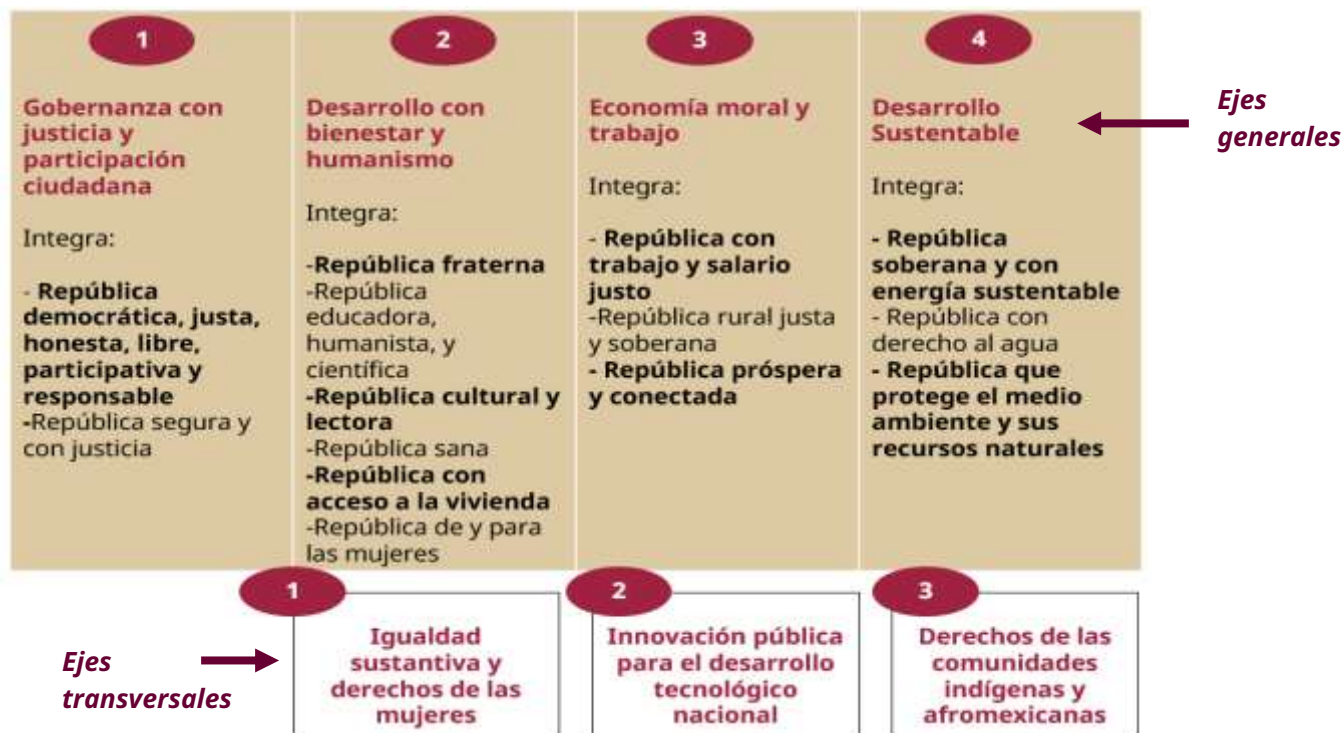 1
Gobernanza con
justicia y
participación
ciudadana
Integra:
- República
democrática, justa,
honesta, libre,
participativa y
responsable
-República segura y
con justicia
2
Desarrollo con
bienestar y
humanismo
Integra:
-República fraterna
-República
educadora,
humanista, y
científica
-República cultural y
lectora
-República sana
-República con
acceso a la vivienda
-República de y para
las mujeres
3
Economía moral y
trabajo
Integra:
- República con
trabajo y salario
justo
-República rural justa
y soberana
- República próspera
y conectada
4
Desarrollo
Sustentable
Integra:
- República
soberana y con
energía sustentable
- República con
derecho al agua
- República que
protege el medio
ambiente y sus
recursos naturales
Ejes
generales
Ejes
transversales
1
Igualdad
sustantiva y
derechos de las
mujeres
2
Innovación pública
para el desarrollo
tecnológico
nacional
3
Derechos de las
comunidades
indígenas y
afromexicanas